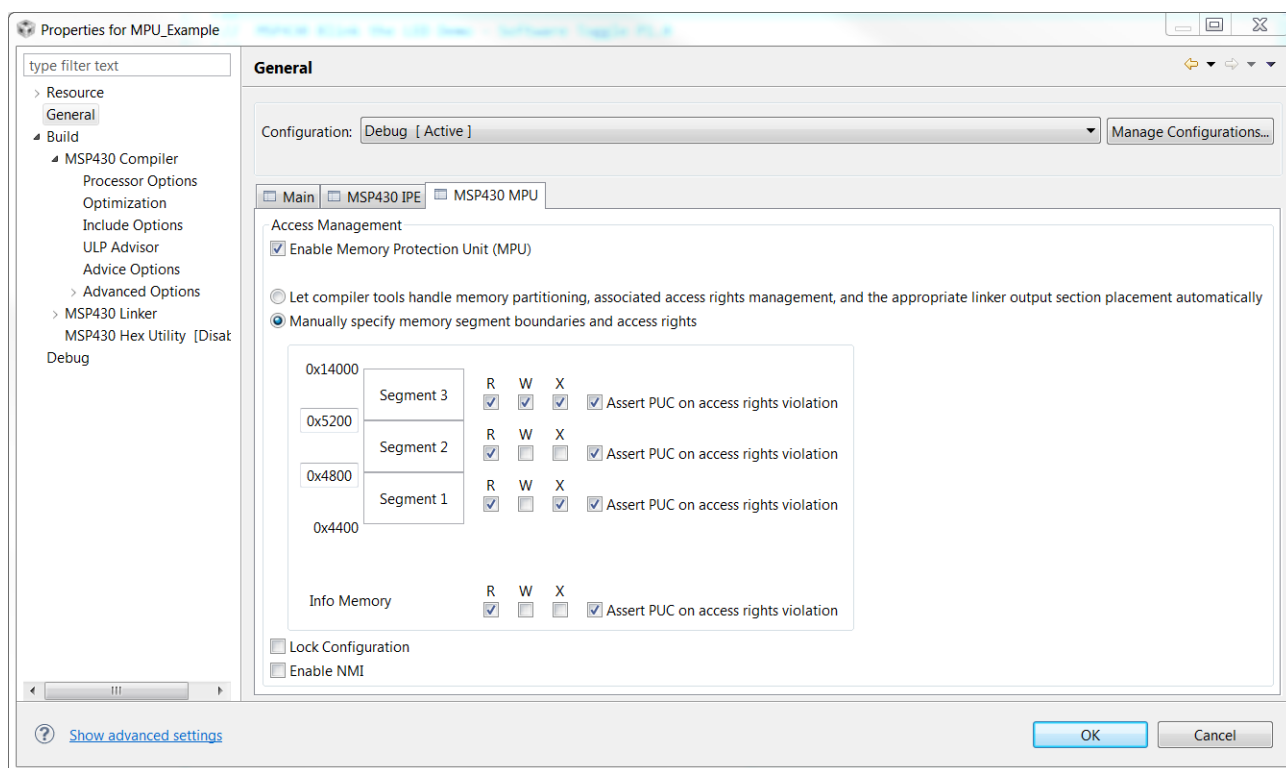 Properties for MPU_Example
type filter text
Resource
General
Build
MSP430 Compiler
Processor Options
Optimization
Include Options
ULP Advisor
Advice Options
Advanced Options
MSP430 Linker
MSP430 Hex Utility [Disab
Debug
General
Configuration: Debug [ Active ] Manage Configurations...
Main MSP430 IPE MSP430 MPU
Access Management
Enable Memory Protection Unit (MPU)
Let compiler tools handle memory partitioning, associated access rights management, and the appropriate linker output section placement automatically
Manually specify memory segment boundaries and access rights
0x14000
R W X
Segment 3 Assert PUC on access rights violation
0x5200
R W X
Segment 2 Assert PUC on access rights violation
0x4800
R W X
Segment 1 Assert PUC on access rights violation
0x4400
R W X
Info Memory Assert PUC on access rights violation
Lock Configuration
Enable NMI
Show advanced settings OK Cancel